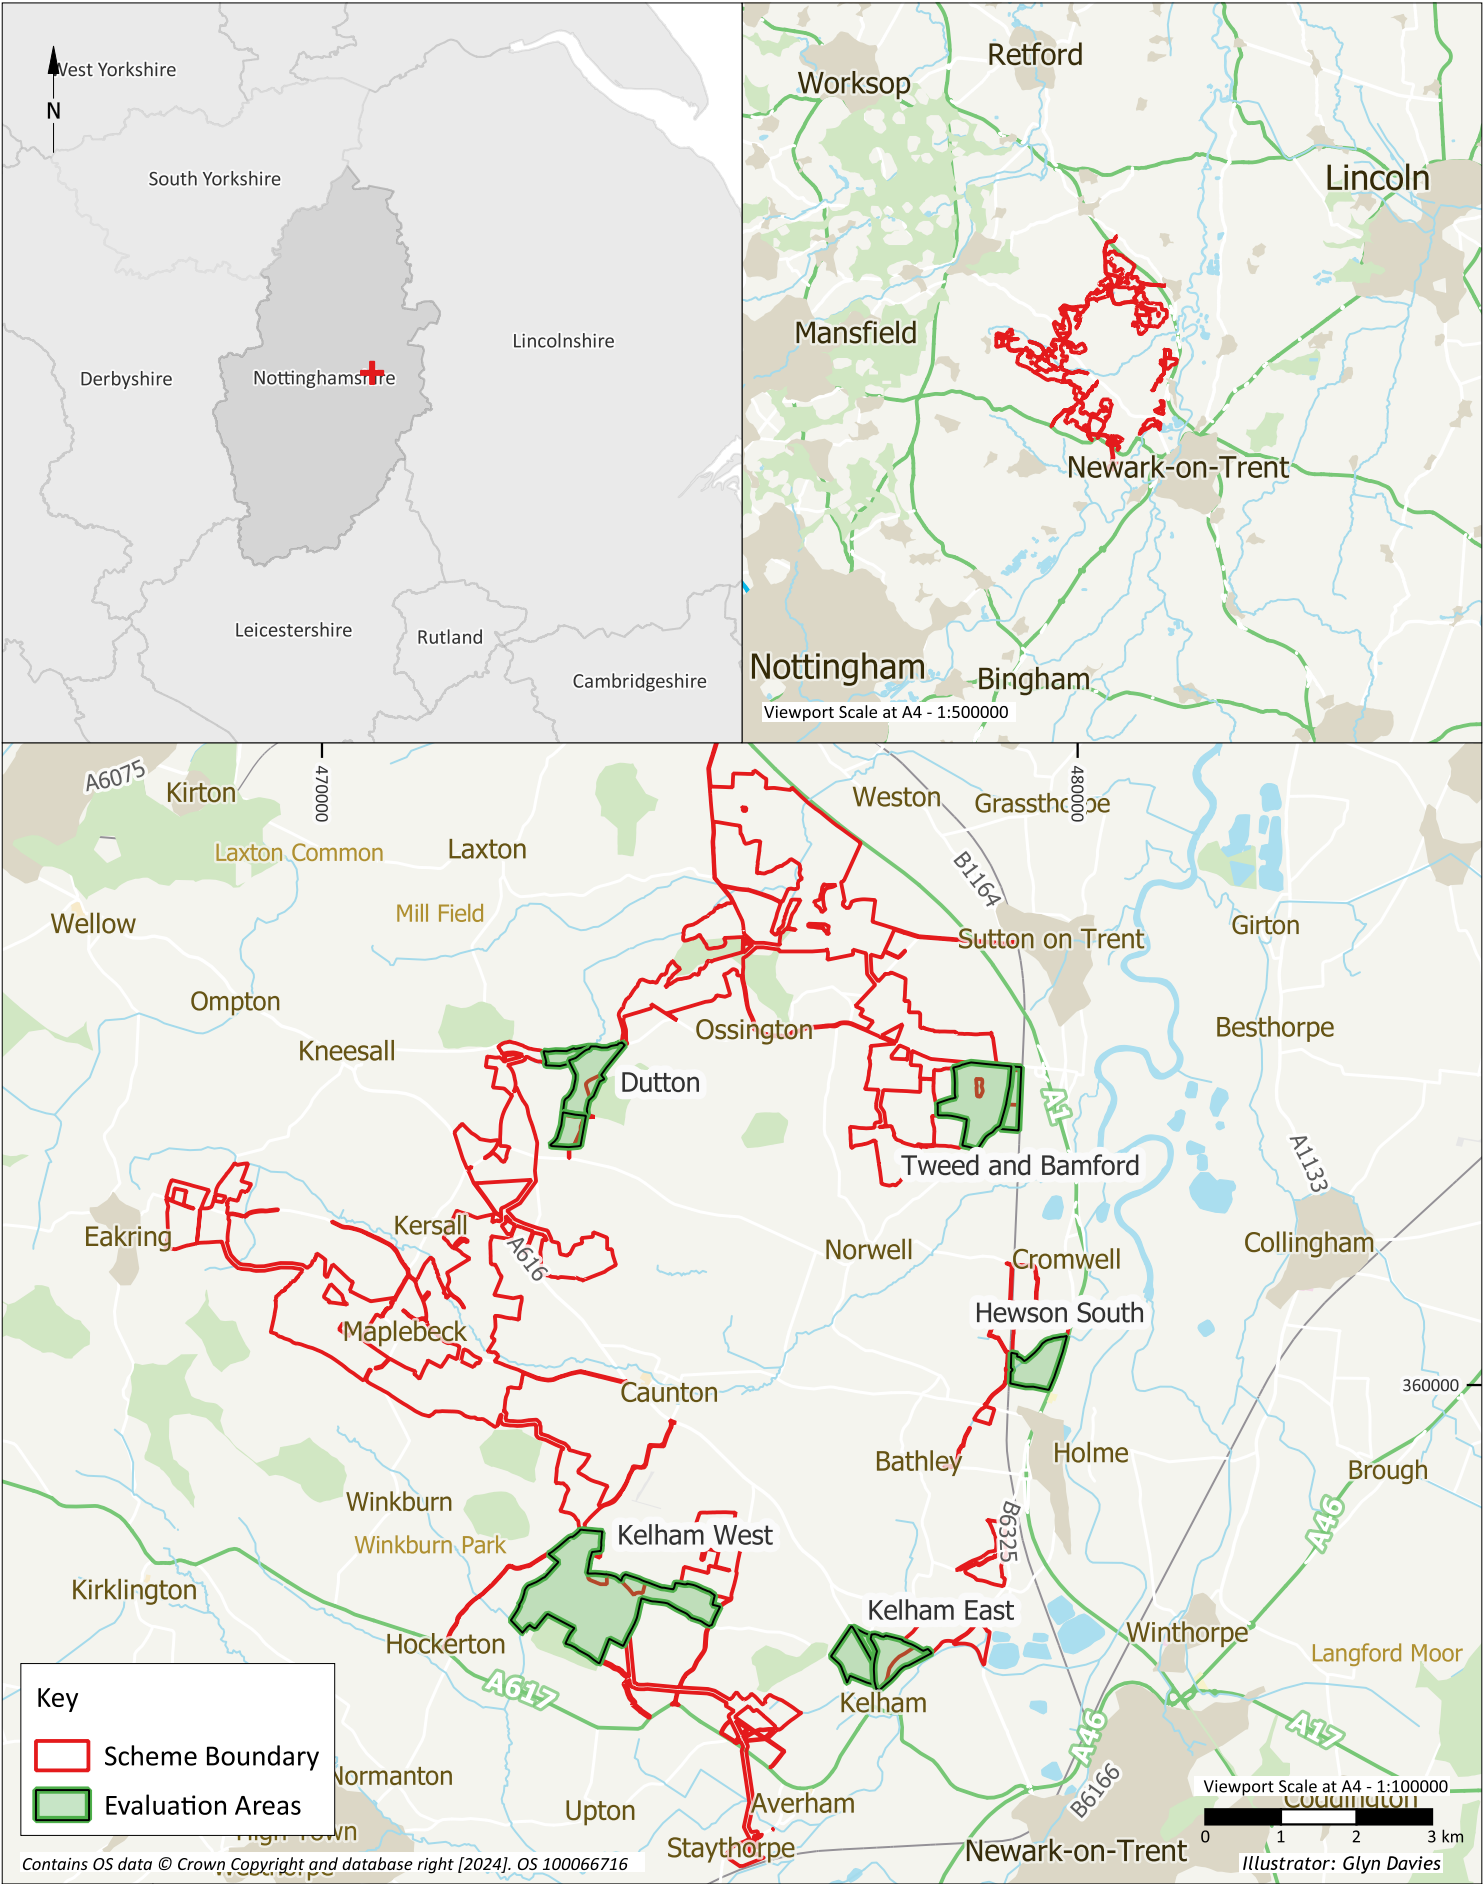 West Yorkshire
N
South Yorkshire
Lincolnshire
Derbyshire
Nottinghamshire
Leicestershire
Rutland
Cambridgeshire
Retford
Worksop
Lincoln
Mansfield
Newark-on-Trent
Nottingham
Bingham
Viewport Scale at A4 - 1:500000
A6075
Kirton
470000
480000
Weston
Laxton Common
Laxton
B1164
Mill Field
Wellow
Girton
Sutton on Trent
Ompton
Ossington
Besthorpe
Kneesall
Dutton
A1
Tweed and Bamford
A1133
Kersall
Eakring
A616
Norwell
Cromwell
Collingham
Hewson South
Maplebeck
360000
Caunton
Bathley
Holme
Brough
Winkburn
A46
Winkburn Park
Kelham West
B6325
Kirklington
Kelham East
Hockerton
Winthorpe
Langford Moor
A617
Kelham
Key
Scheme Boundary
Evaluation Areas
A46
A17
Normanton
B6166
Upton
Averham
Viewport Scale at A4 - 1:100000
Coddington
0 1 2 3 km
Staythorpe
Newark-on-Trent
Contains OS data © Crown Copyright and database right [2024]. OS 100066716
Illustrator: Glyn Davies